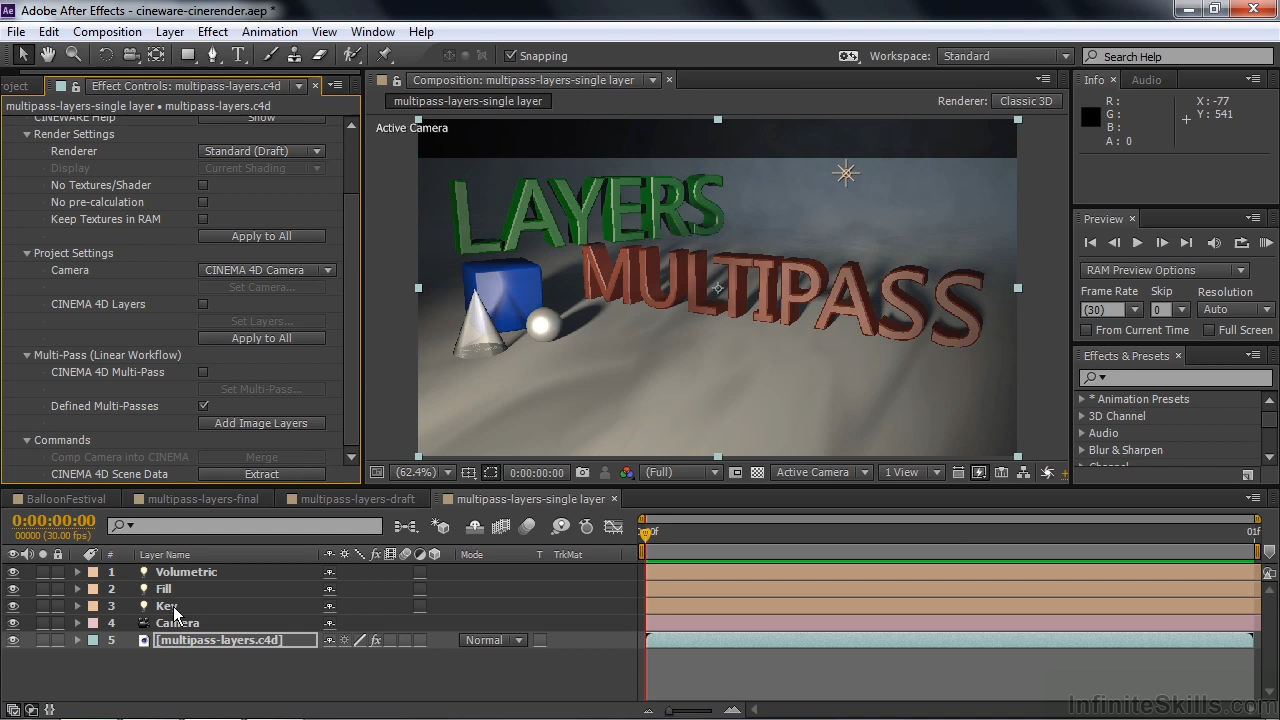 Ae Adobe After Effects - cineware-cinerender.aep *
File Edit Composition Layer Effect Animation View Window Help
Snapping Workspace: Standard Search Help
roject Effect Controls: multipass-layers.c4d
multipass-layers-single layer • multipass-layers.c4d
CINEWARE Help Show
Render Settings
Renderer Standard (Draft)
Display Current Shading
No Textures/Shader
No pre-calculation
Keep Textures in RAM
Apply to All
Project Settings
Camera CINEMA 4D Camera
Set Camera...
CINEMA 4D Layers
Set Layers...
Apply to All
Multi-Pass (Linear Workflow)
CINEMA 4D Multi-Pass
Set Multi-Pass...
Defined Multi-Passes
Add Image Layers
Commands
Comp Camera into CINEMA Merge
CINEMA 4D Scene Data Extract
Composition: multipass-layers-single layer
multipass-layers-single layer
Renderer: Classic 3D
Active Camera
LAYERS
MULTIPASS
(62.4%) 0:00:00:00 (Full) Active Camera 1 View
Info Audio
R : X : -77
G : Y : 541
B :
A : 0
Preview
RAM Preview Options
Frame Rate Skip Resolution
(30) 0 Auto
From Current Time Full Screen
Effects & Presets
* Animation Presets
3D Channel
Audio
Blur & Sharpen
Channel
BalloonFestival multipass-layers-final multipass-layers-draft multipass-layers-single layer
0:00:00:00
00000 (30.00 fps)
# Layer Name Mode T TrkMat
1 Volumetric
2 Fill
3 Key
4 Camera
5 [multipass-layers.c4d] Normal
00f 01f
InfiniteSkills.com